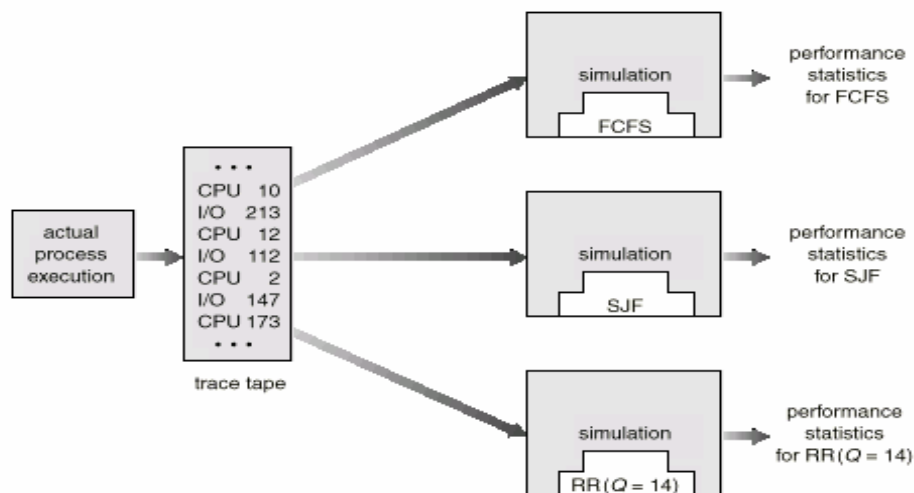 actual
process
execution
• • •
CPU 10
I/O 213
CPU 12
I/O 112
CPU 2
I/O 147
CPU 173
• • •
trace tape
simulation
FCFS
performance
statistics
for FCFS
simulation
SJF
performance
statistics
for SJF
simulation
RR (Q = 14)
performance
statistics
for RR (Q = 14)